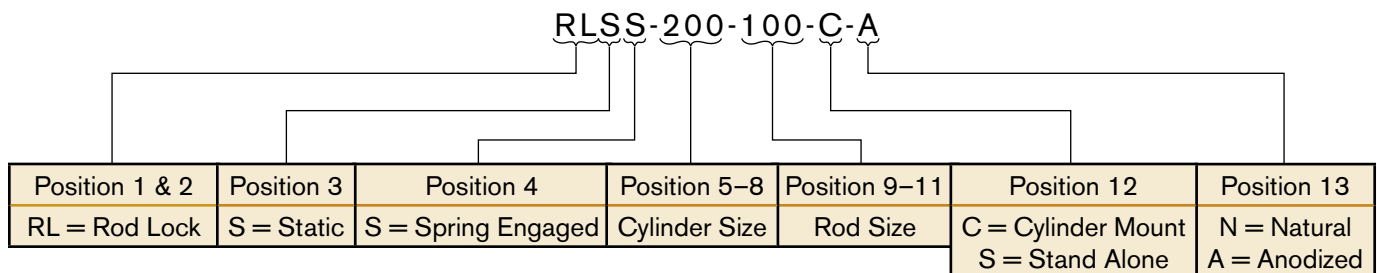 RLSS-200-100-C-A
Position 1 & 2 Position 3 Position 4 Position 5–8 Position 9–11 Position 12 Position 13
RL = Rod Lock S = Static S = Spring Engaged Cylinder Size Rod Size C = Cylinder Mount N = Natural
S = Stand Alone A = Anodized